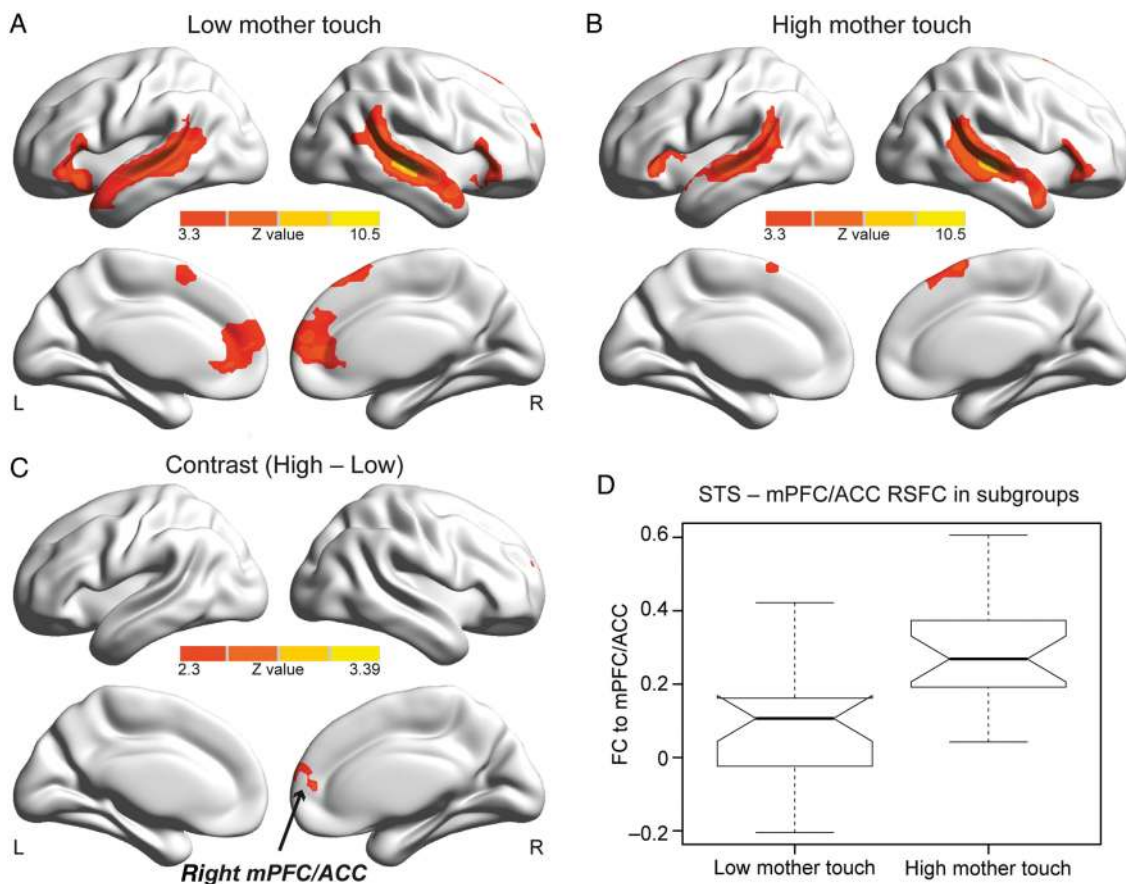 A
Low mother touch
3.3 Z value 10.5
L R
B
High mother touch
3.3 Z value 10.5
L R
C
Contrast (High – Low)
2.3 Z value 3.39
L R
Right mPFC/ACC
D
STS – mPFC/ACC RSFC in subgroups
FC to mPFC/ACC
0.6
0.4
0.2
0
–0.2
Low mother touch High mother touch